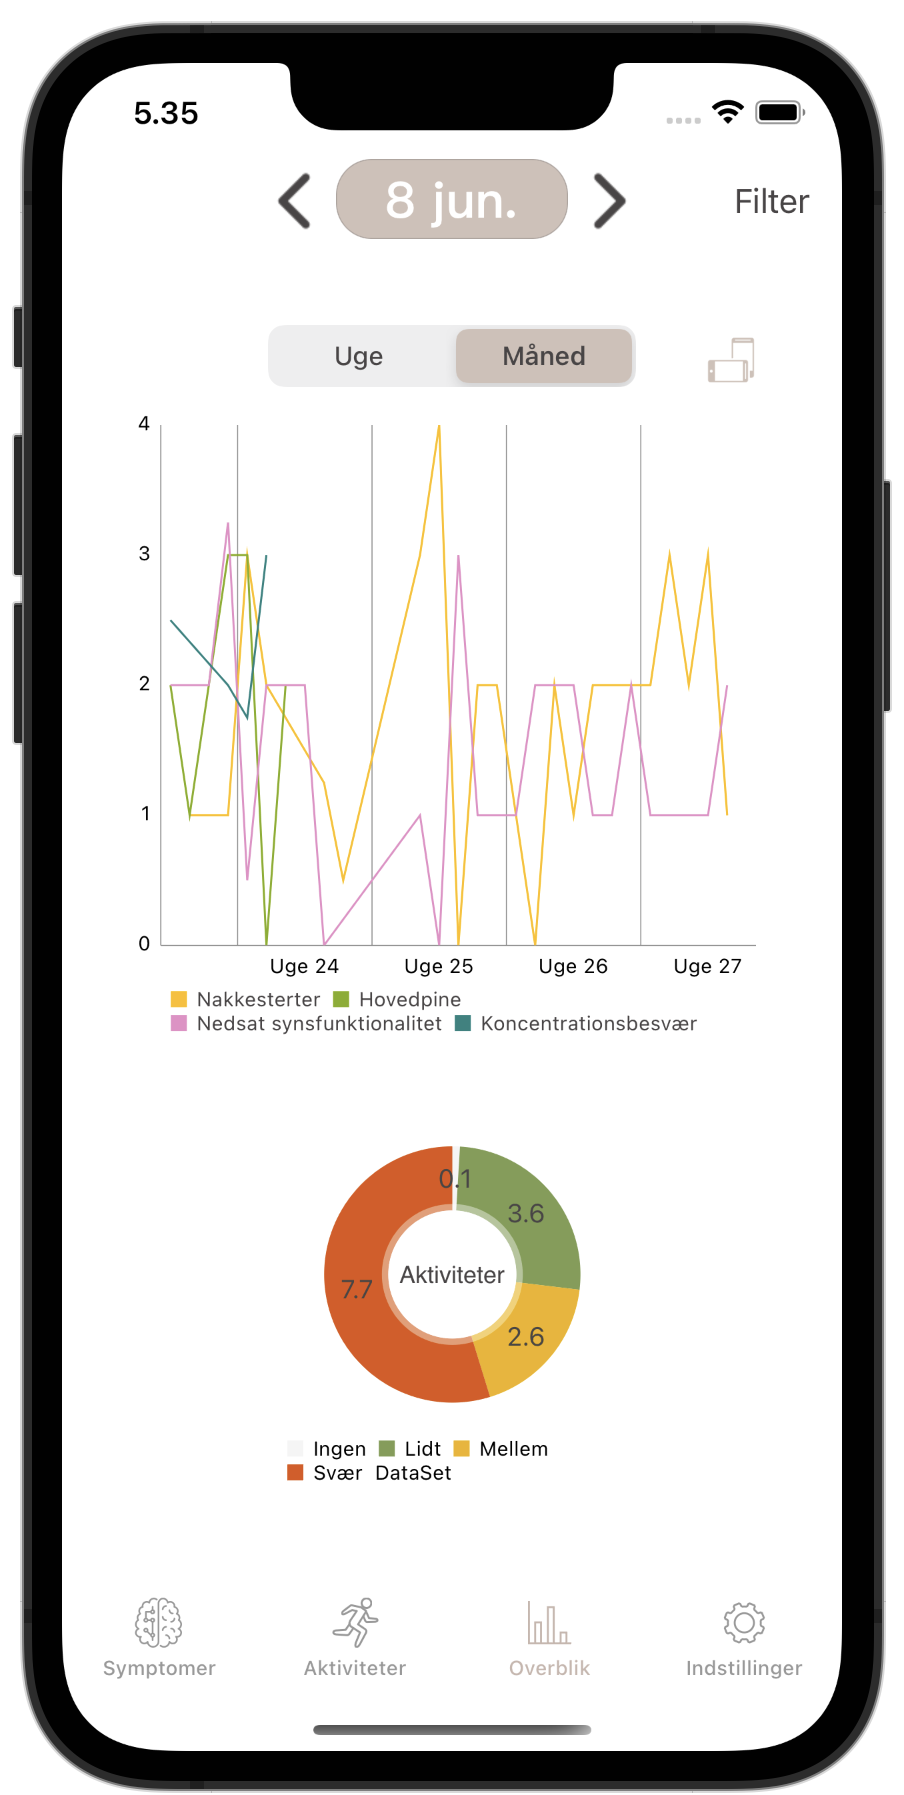 5.35
8 jun.
Filter
Uge Måned
4
3
2
1
0
Uge 24 Uge 25 Uge 26 Uge 27
Nakkesterter Hovedpine
Nedsat synsfunktionalitet Koncentrationsbesvær
0.1
3.6
Aktiviteter
7.7
2.6
Ingen Lidt Mellem
Svær DataSet
Symptomer Aktiviteter Overblik Indstillinger